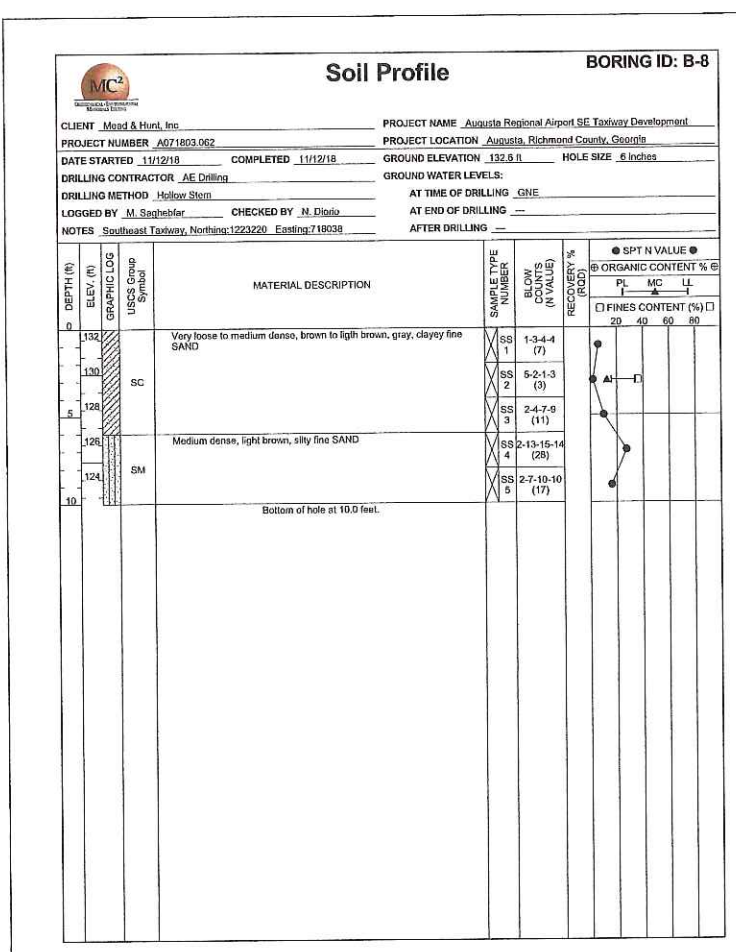 Soil Profile
BORING ID: B-8
MC²
CLIENT Mead & Hunt, Inc
PROJECT NAME Augusta Regional Airport SE Taxiway Development
PROJECT NUMBER A071803.062
PROJECT LOCATION Augusta, Richmond County, Georgia
DATE STARTED 11/12/18 COMPLETED 11/12/18
GROUND ELEVATION 132.6 ft HOLE SIZE 6 inches
DRILLING CONTRACTOR AE Drilling
GROUND WATER LEVELS:
DRILLING METHOD Hollow Stem
AT TIME OF DRILLING GNE
LOGGED BY M. Saghebfar CHECKED BY N. Diorio
AT END OF DRILLING ---
NOTES Southeast Taxiway, Northing:1223220 Easting:718038
AFTER DRILLING ---
DEPTH (ft)
ELEV. (ft)
GRAPHIC LOG
USCS Group Symbol
MATERIAL DESCRIPTION
SAMPLE TYPE NUMBER
BLOW COUNTS (N VALUE)
RECOVERY % (RQD)
SPT N VALUE
ORGANIC CONTENT %
PL MC LL
FINES CONTENT (%)
20 40 60 80
0
132
130
128
5
126
124
10
SC
SM
Very loose to medium dense, brown to ligth brown, gray, clayey fine
SAND
Medium dense, light brown, silty fine SAND
Bottom of hole at 10.0 feet.
SS 1
1-3-4-4
(7)
SS 2
5-2-1-3
(3)
SS 3
2-4-7-9
(11)
SS 4
2-13-15-14
(28)
SS 5
2-7-10-10
(17)